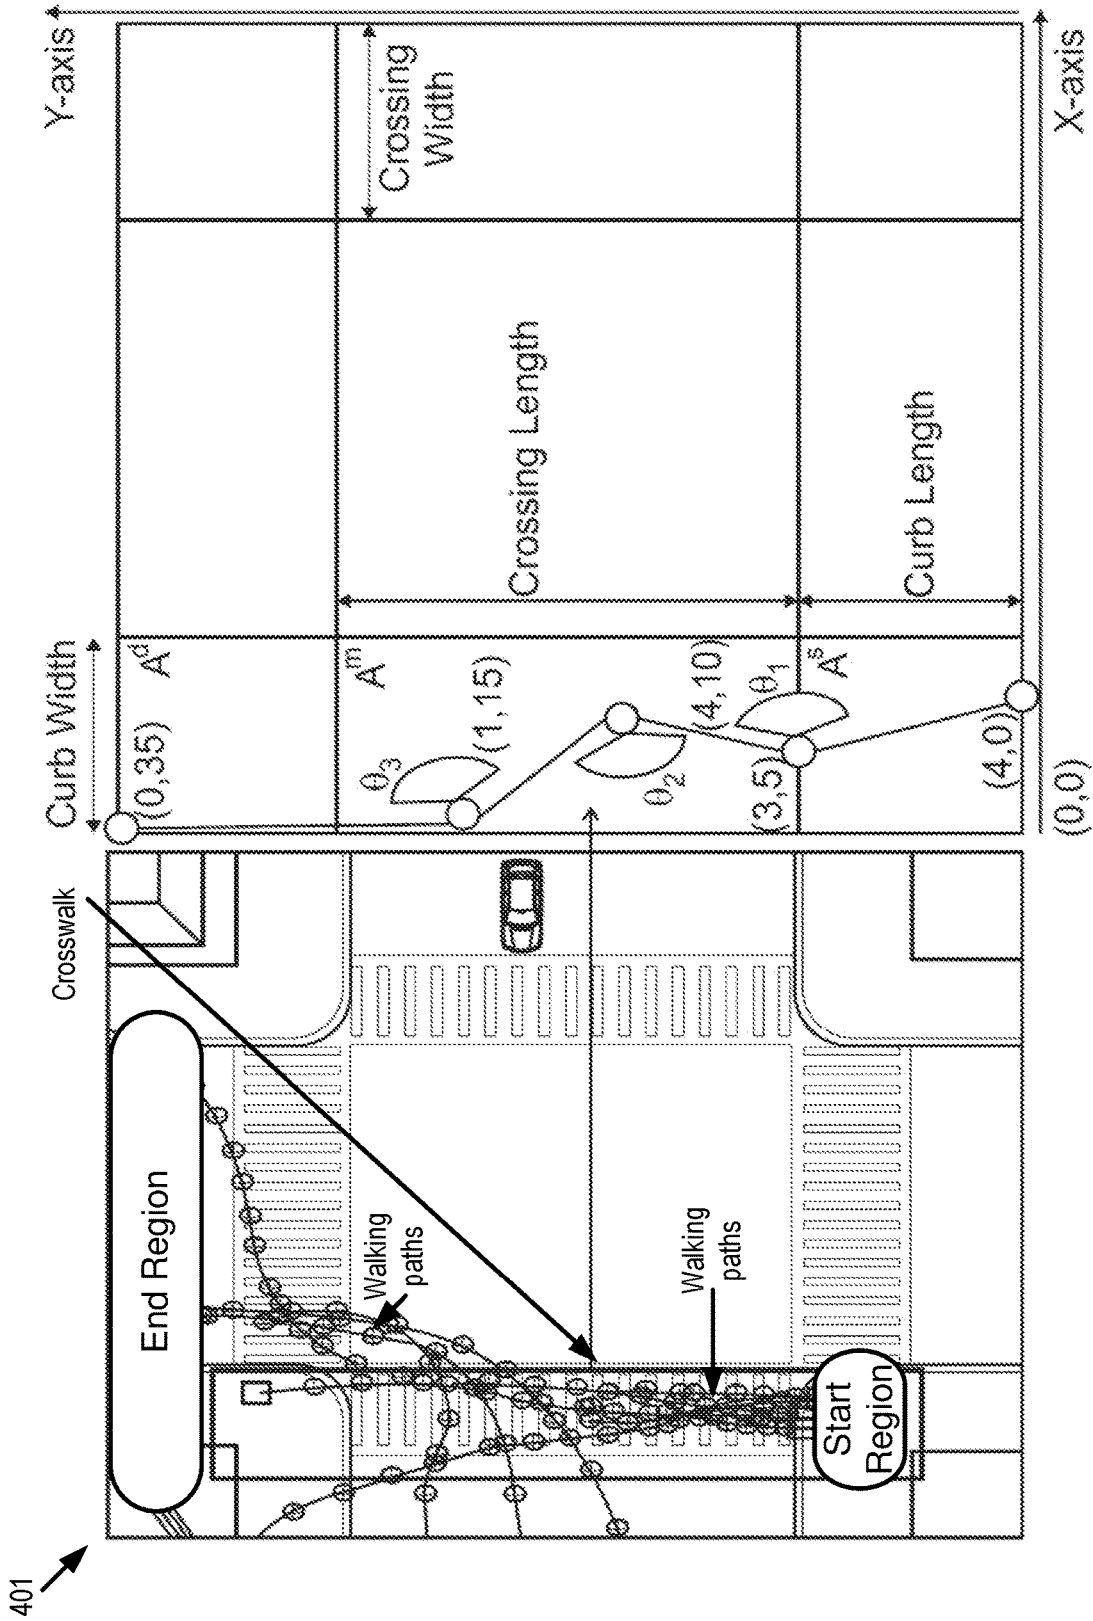 401
End Region
Walking
paths
Walking
paths
Start
Region
Crosswalk
Curb Width
(0,35)
A^d
A^m
θ3
(1,15)
θ2
(4,10)
θ1
(3,5)
A^s
(4,0)
(0,0)
Crossing Length
Curb Length
Crossing
Width
Y-axis
X-axis